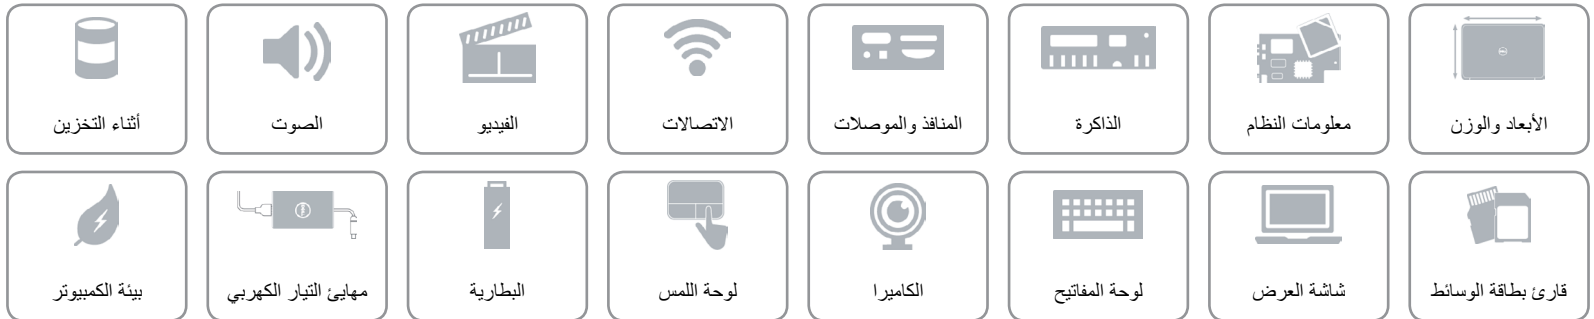 الأبعاد والوزن
معلومات النظام
الذاكرة
المنافذ والموصلات
الاتصالات
الفيديو
الصوت
أثناء التخزين
قارئ بطاقة الوسائط
شاشة العرض
لوحة المفاتيح
الكاميرا
لوحة اللمس
البطارية
مهايئ التيار الكهربي
بيئة الكمبيوتر